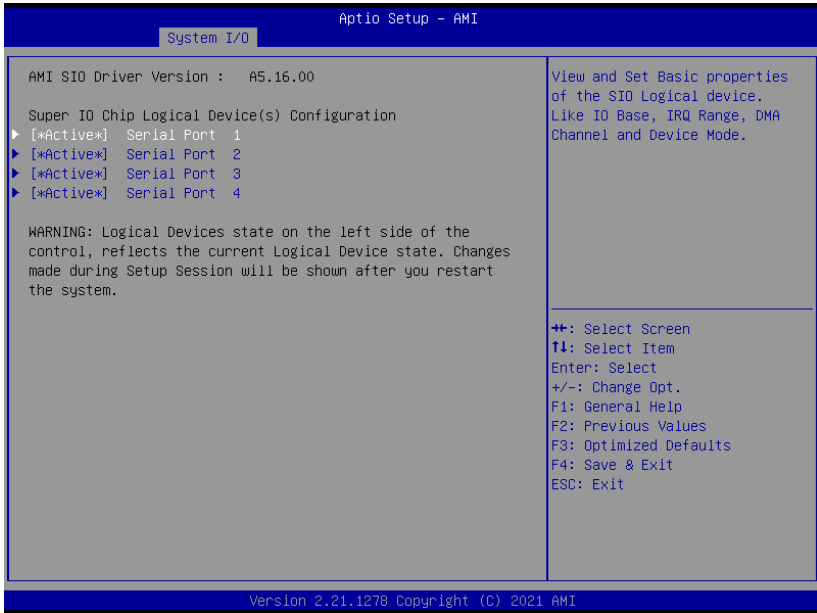 Aptio Setup – AMI
System I/O
AMI SIO Driver Version :   A5.16.00
Super IO Chip Logical Device(s) Configuration
[*Active*]  Serial Port  1
[*Active*]  Serial Port  2
[*Active*]  Serial Port  3
[*Active*]  Serial Port  4
WARNING: Logical Devices state on the left side of the
control, reflects the current Logical Device state. Changes
made during Setup Session will be shown after you restart
the system.
View and Set Basic properties
of the SIO Logical device.
Like IO Base, IRQ Range, DMA
Channel and Device Mode.
→←: Select Screen
↑↓: Select Item
Enter: Select
+/-: Change Opt.
F1: General Help
F2: Previous Values
F3: Optimized Defaults
F4: Save & Exit
ESC: Exit
Version 2.21.1278 Copyright (C) 2021 AMI